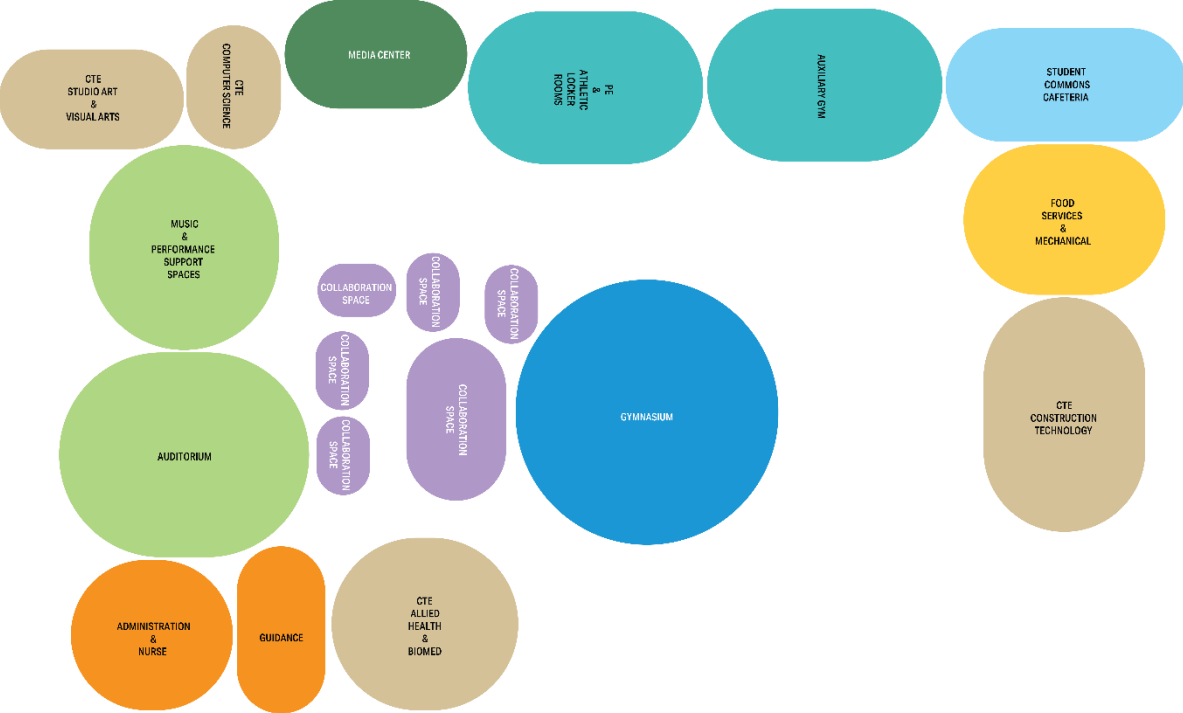 CTE
STUDIO ART
&
VISUAL ARTS
CTE
COMPUTER SCIENCE
MEDIA CENTER
PE
&
ATHLETIC
LOCKER
ROOMS
AUXILIARY GYM
STUDENT
COMMONS
CAFETERIA
MUSIC
&
PERFORMANCE
SUPPORT
SPACES
FOOD
SERVICES
&
MECHANICAL
COLLABORATION
SPACE
COLLABORATION
SPACE
COLLABORATION
SPACE
COLLABORATION
SPACE
COLLABORATION
SPACE
COLLABORATION
SPACE
GYMNASIUM
CTE
CONSTRUCTION
TECHNOLOGY
AUDITORIUM
ADMINISTRATION
&
NURSE
GUIDANCE
CTE
ALLIED
HEALTH
&
BIOMED